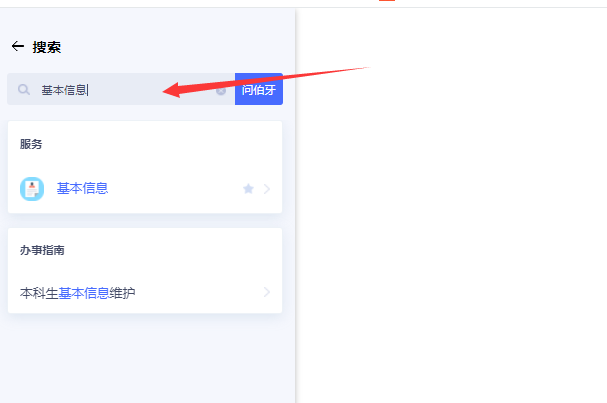 搜索
基本信息
问伯牙
服务
基本信息
办事指南
本科生基本信息维护